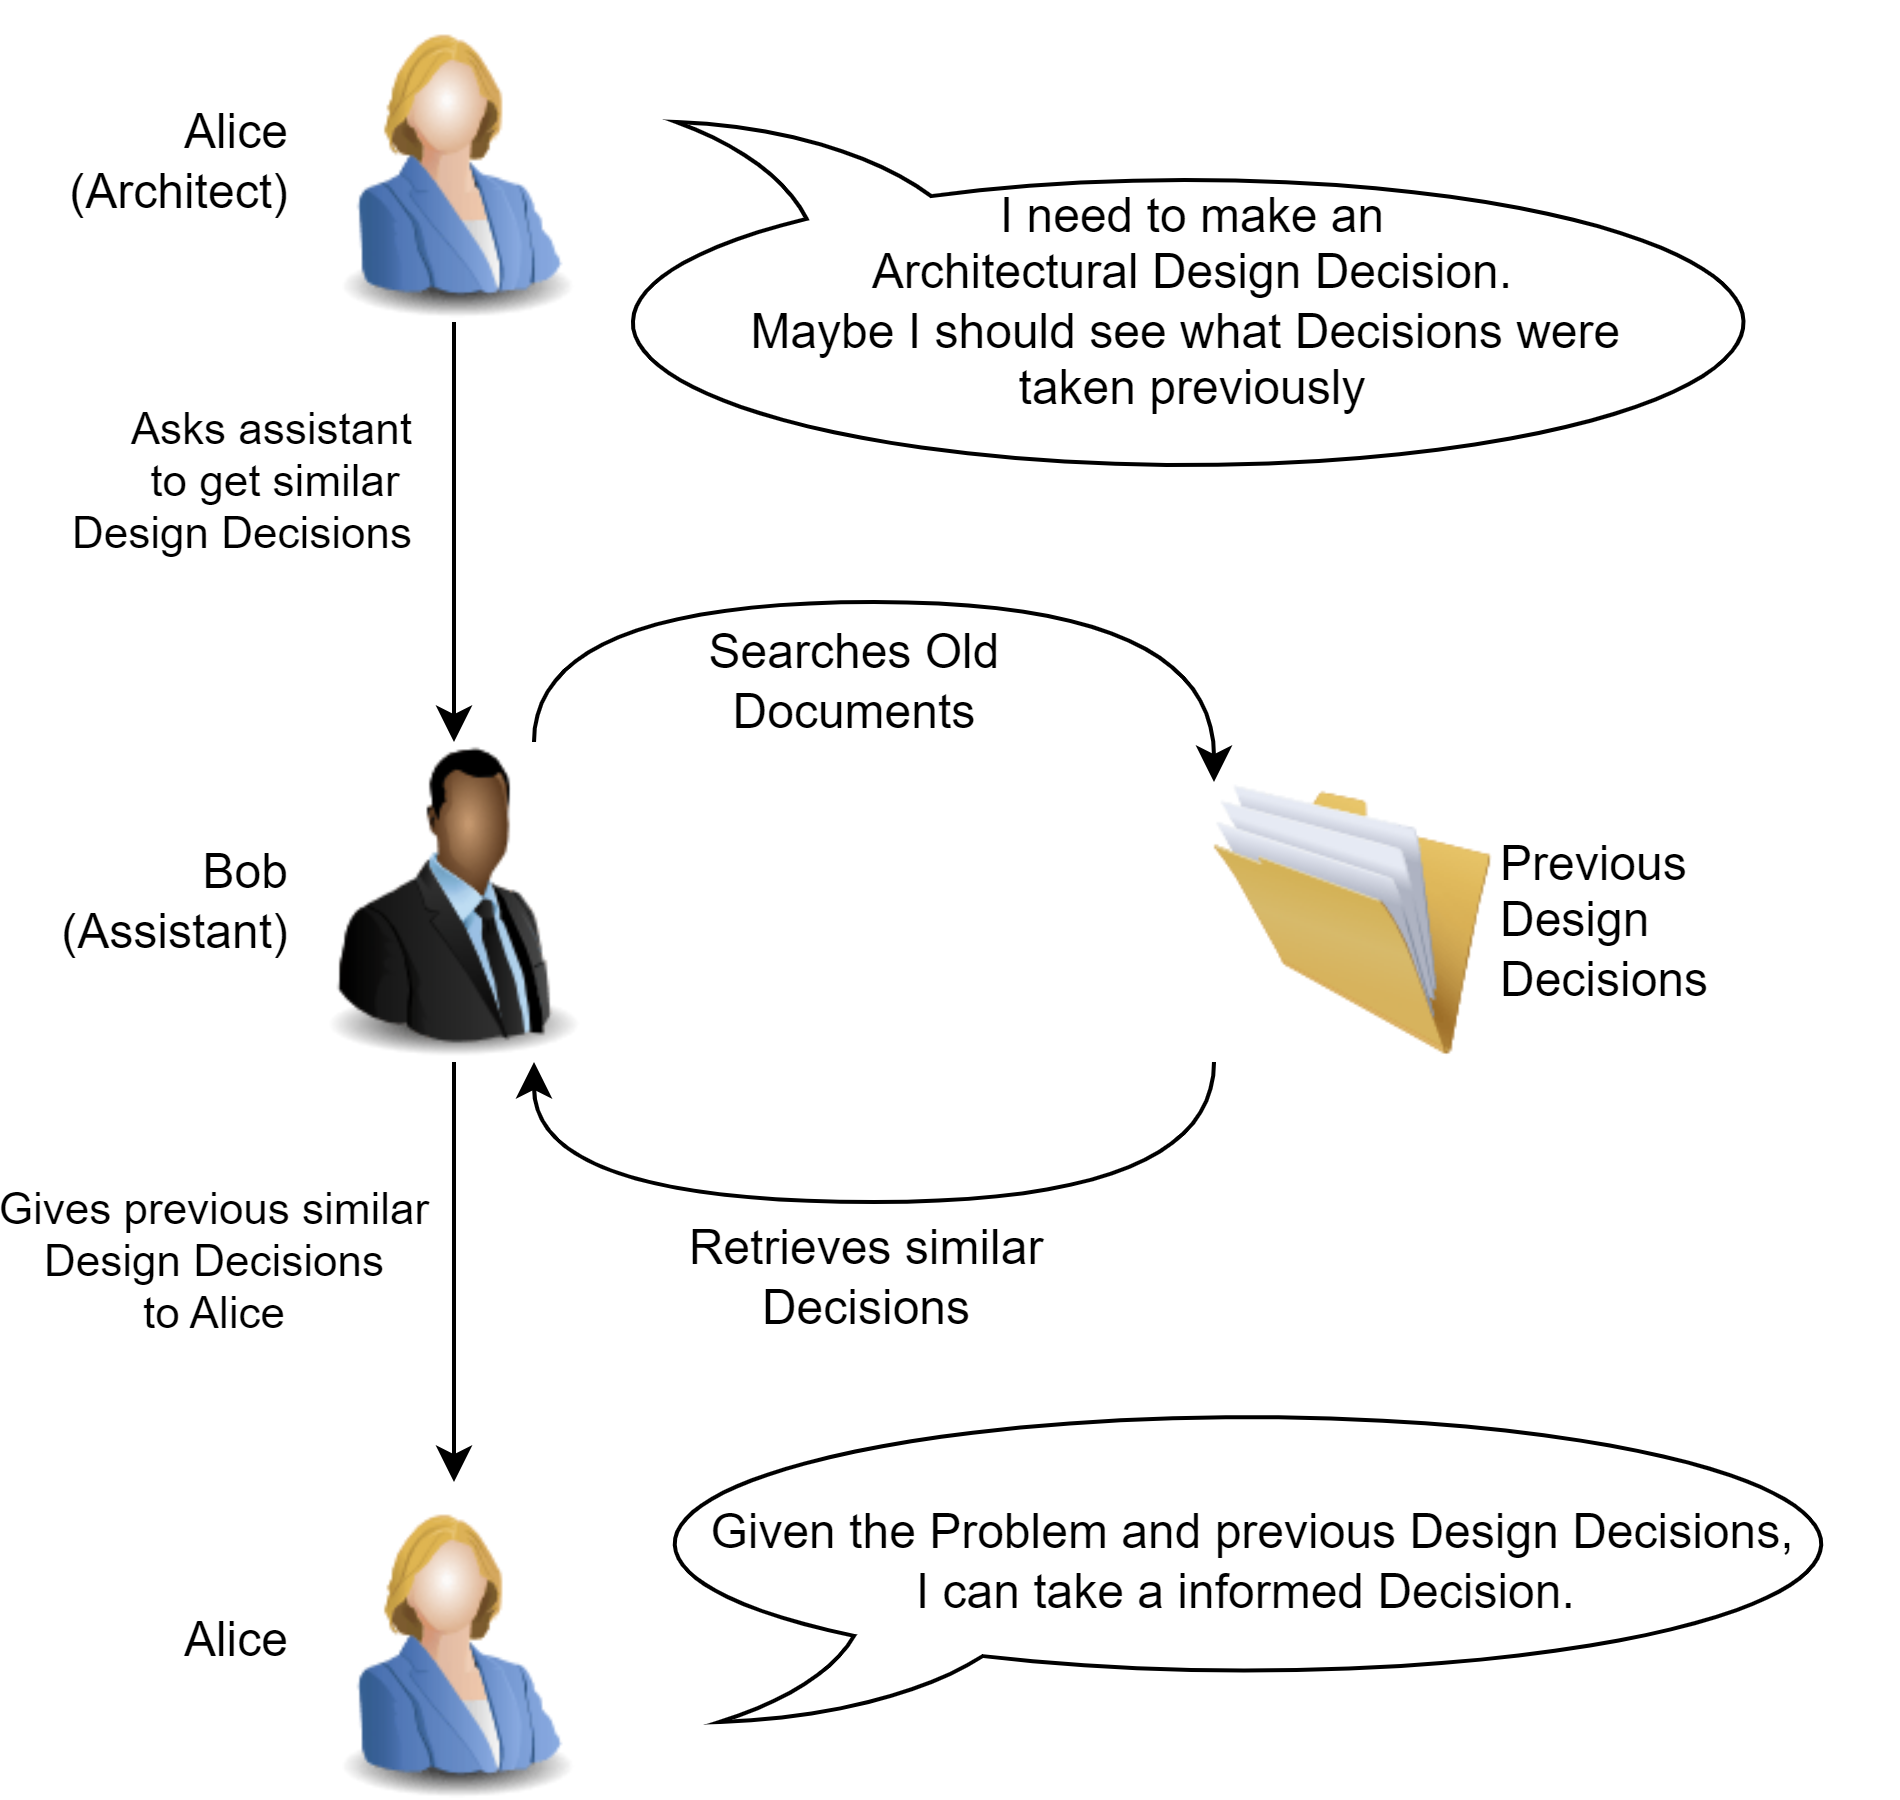 Alice
(Architect)
I need to make an
Architectural Design Decision.
Maybe I should see what Decisions were
taken previously
Asks assistant
to get similar
Design Decisions
Searches Old
Documents
Bob
(Assistant)
Previous
Design
Decisions
Retrieves similar
Decisions
Gives previous similar
Design Decisions
to Alice
Given the Problem and previous Design Decisions,
I can take a informed Decision.
Alice